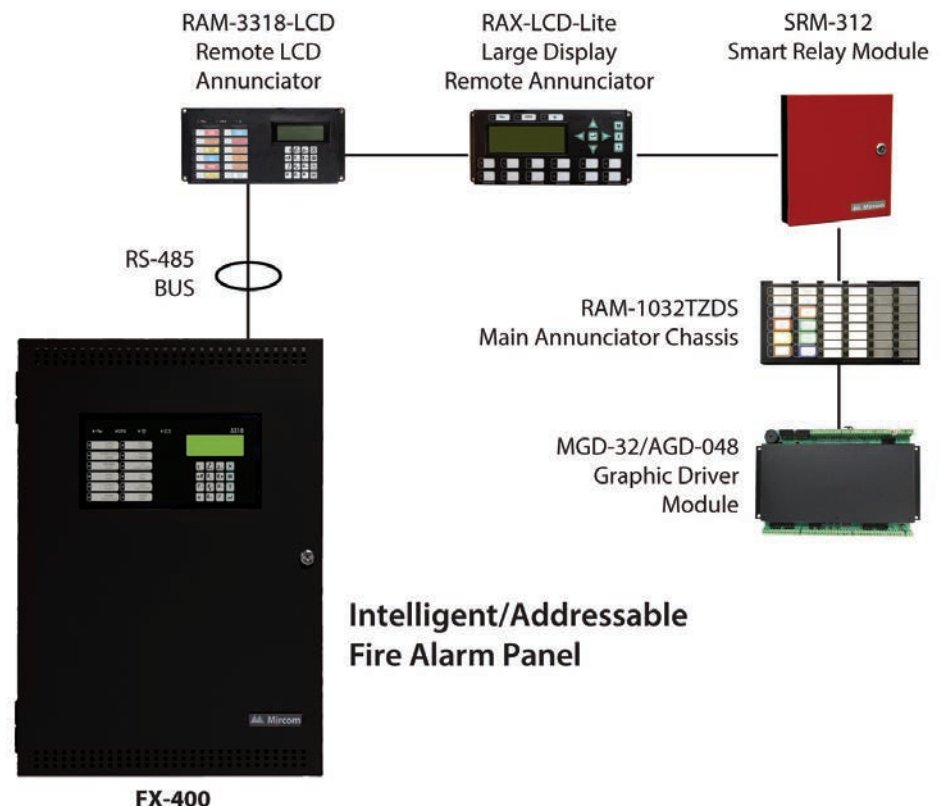 RAM-3318-LCD
Remote LCD
Annunciator
RAX-LCD-Lite
Large Display
Remote Annunciator
SRM-312
Smart Relay Module
Mircom
RS-485
BUS
RAM-1032TZDS
Main Annunciator Chassis
MGD-32/AGD-048
Graphic Driver
Module
3318
Intelligent/Addressable
Fire Alarm Panel
Mircom
FX-400